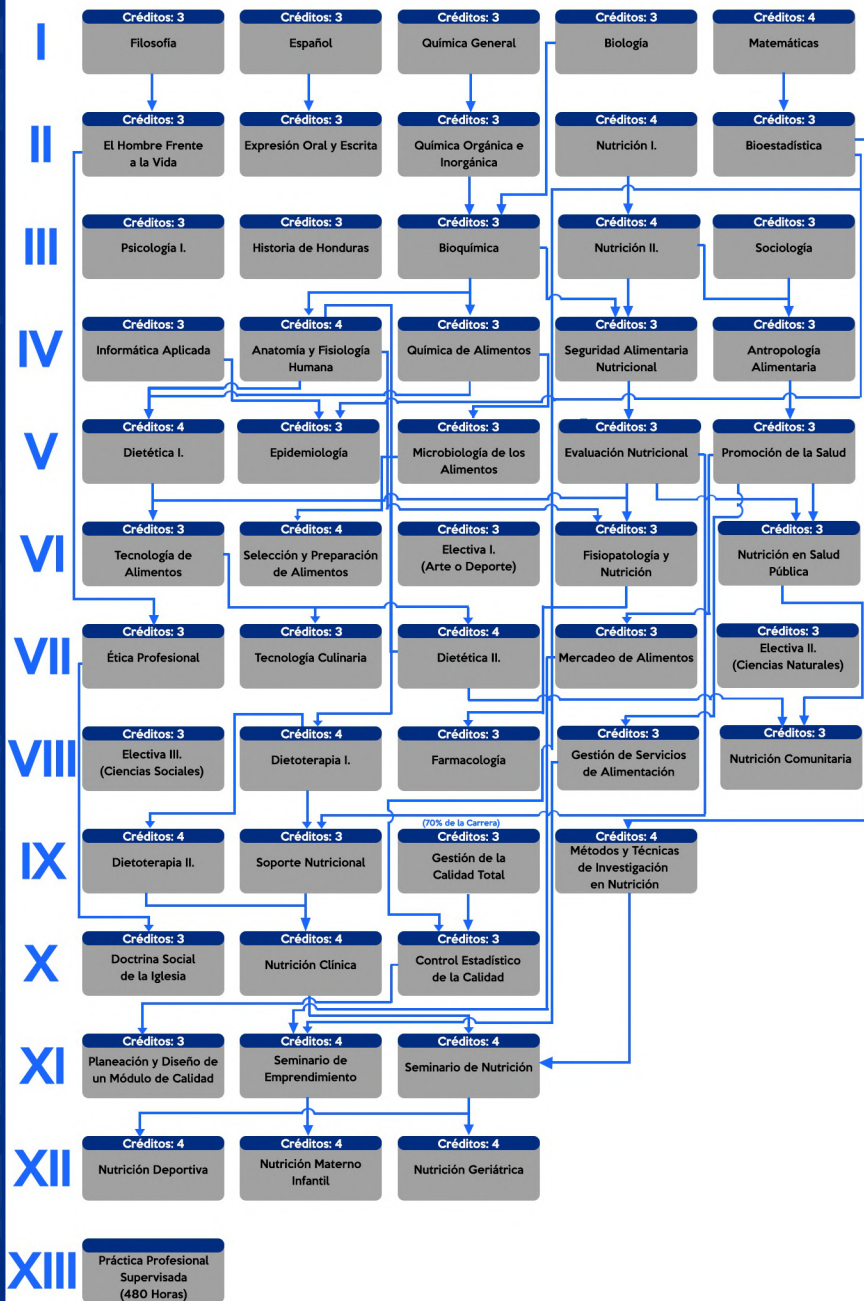 I
Créditos: 3
Filosofía
Créditos: 3
Español
Créditos: 3
Química General
Créditos: 3
Biología
Créditos: 4
Matemáticas
II
Créditos: 3
El Hombre Frente
a la Vida
Créditos: 3
Expresión Oral y Escrita
Créditos: 3
Química Orgánica e
Inorgánica
Créditos: 4
Nutrición I.
Créditos: 3
Bioestadística
III
Créditos: 3
Psicología I.
Créditos: 3
Historia de Honduras
Créditos: 3
Bioquímica
Créditos: 4
Nutrición II.
Créditos: 3
Sociología
IV
Créditos: 3
Informática Aplicada
Créditos: 4
Anatomía y Fisiología
Humana
Créditos: 3
Química de Alimentos
Créditos: 3
Seguridad Alimentaria
Nutricional
Créditos: 3
Antropología
Alimentaria
V
Créditos: 4
Dietética I.
Créditos: 3
Epidemiología
Créditos: 3
Microbiología de los
Alimentos
Créditos: 3
Evaluación Nutricional
Créditos: 3
Promoción de la Salud
VI
Créditos: 3
Tecnología de
Alimentos
Créditos: 4
Selección y Preparación
de Alimentos
Créditos: 3
Electiva I.
(Arte o Deporte)
Créditos: 3
Fisiopatología y
Nutrición
Créditos: 3
Nutrición en Salud
Pública
VII
Créditos: 3
Ética Profesional
Créditos: 3
Tecnología Culinaria
Créditos: 4
Dietética II.
Créditos: 3
Mercadeo de Alimentos
Créditos: 3
Electiva II.
(Ciencias Naturales)
VIII
Créditos: 3
Electiva III.
(Ciencias Sociales)
Créditos: 4
Dietoterapia I.
Créditos: 3
Farmacología
Créditos: 3
Gestión de Servicios
de Alimentación
Créditos: 3
Nutrición Comunitaria
IX
Créditos: 4
Dietoterapia II.
Créditos: 3
Soporte Nutricional
(70% de la Carrera)
Créditos: 3
Gestión de la
Calidad Total
Créditos: 4
Métodos y Técnicas
de Investigación
en Nutrición
X
Créditos: 3
Doctrina Social
de la Iglesia
Créditos: 4
Nutrición Clínica
Créditos: 3
Control Estadístico
de la Calidad
XI
Créditos: 3
Planeación y Diseño de
un Módulo de Calidad
Créditos: 4
Seminario de
Emprendimiento
Créditos: 4
Seminario de Nutrición
XII
Créditos: 4
Nutrición Deportiva
Créditos: 4
Nutrición Materno
Infantil
Créditos: 4
Nutrición Geriátrica
XIII
Práctica Profesional
Supervisada
(480 Horas)